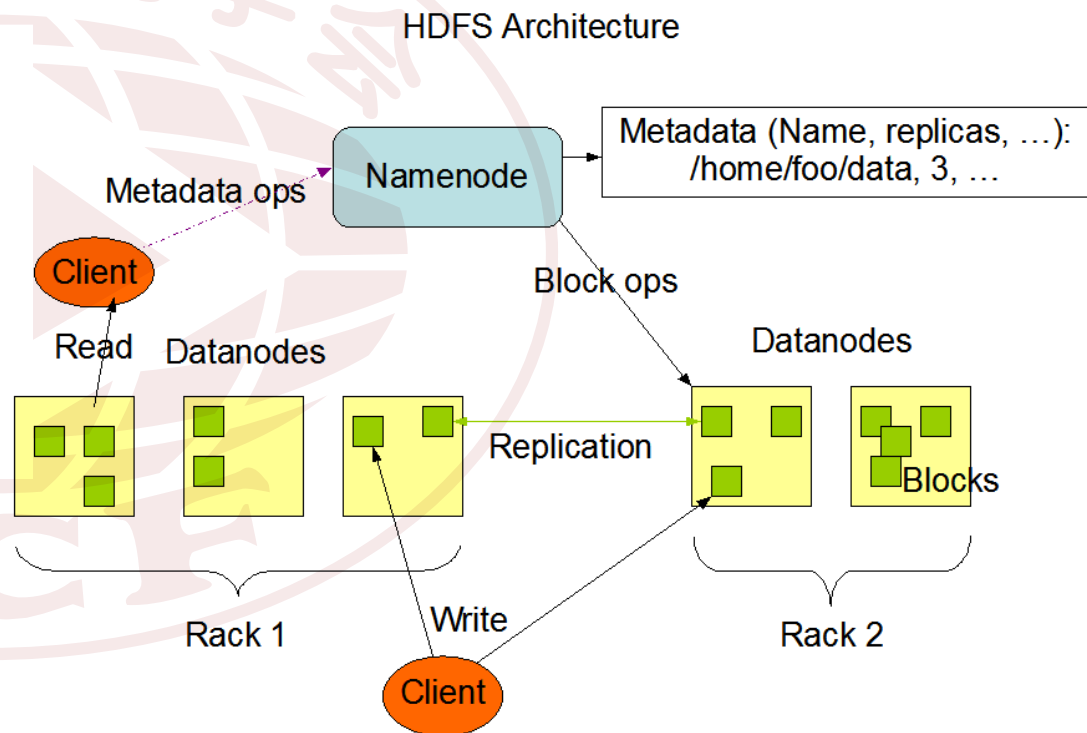 HDFS Architecture
Metadata (Name, replicas, …):
/home/foo/data, 3, …
Namenode
Metadata ops
Client
Block ops
Read
Datanodes
Datanodes
Replication
Blocks
Write
Rack 1
Rack 2
Client